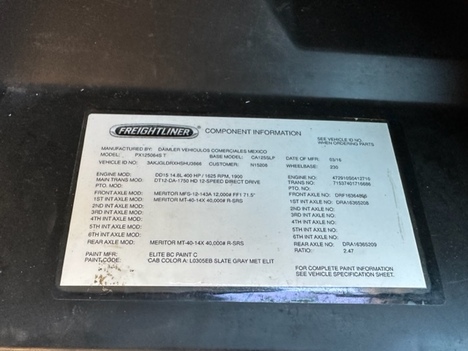 FREIGHTLINER COMPONENT INFORMATION
SEE VEHICLE ID NO.
WHEN ORDERING PARTS
MANUFACTURED BY: DAIMLER VEHICULOS COMERCIALES MEXICO
MODEL: PX125064S T BASE MODEL: CA125SLP DATE OF MFR: 03/16
VEHICLE ID NO: CUSTOMER: WHEELBASE: 230
ENGINE MOD: DD15 14.8L 400 HP / 1625 RPM, 1900 ENGINE NO:
MAIN TRANS MOD: DT12-DA-1750 HD 12-SPEED DIRECT DRIVE TRANS NO:
PTO. MOD:
FRONT AXLE MOD: MERITOR MFS-12-143A 12,000# FF1 71.5" FRONT AXLE NO:
1ST INT AXLE MOD: MERITOR MT-40-14X 40,000# R-SRS 1ST INT AXLE NO: DRA16365209
2ND INT AXLE MOD: 2ND INT AXLE NO:
3RD INT AXLE MOD: 3RD INT AXLE NO:
4TH INT AXLE MOD: 4TH INT AXLE NO:
5TH INT AXLE MOD: 5TH INT AXLE NO:
6TH INT AXLE MOD: 6TH INT AXLE NO:
REAR AXLE MOD: MERITOR MT-40-14X 40,000# R-SRS REAR AXLE NO: DRA16365209
RATIO: 2.47
PAINT MFR: ELITE BC PAINT C
PAINT CODE: CAB COLOR A: L0305EB SLATE GRAY MET ELIT
FOR COMPLETE PAINT INFORMATION
SEE VEHICLE SPECIFICATION SHEET.